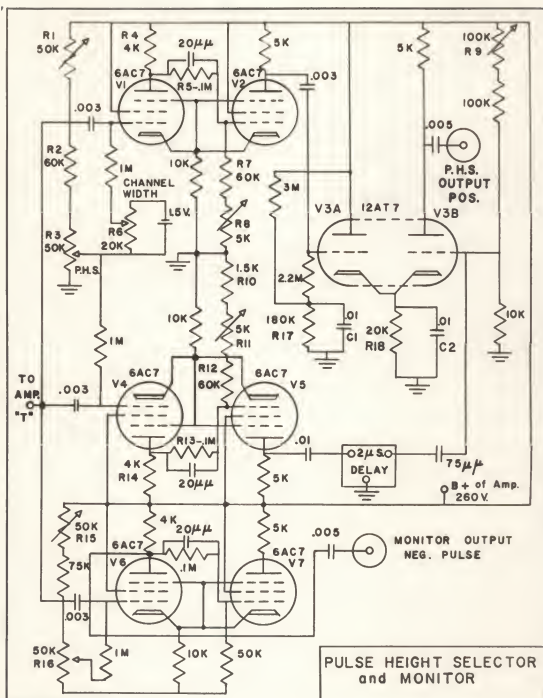 R1
50K
R4
4K
20μμ
5K
5K
100K
R9
6AC7
V1
R5-.1M
6AC7
V2
.003
100K
.003
.005
R2
60K
1M
10K
R7
60K
P.H.S.
OUTPUT
POS.
CHANNEL
WIDTH
3M
V3A
12AT7
V3B
R6
20K
1.5V.
R8
5K
R3
50K
P.H.S.
1.5K
R10
2.2M
10K
5K
R11
180K
R17
.01
C1
20K
R18
.01
C2
10K
1M
R12
60K
TO
AMP.
"T"
.003
V4
6AC7
6AC7
V5
R13-.1M
.01
2μS.
DELAY
75μμ
4K
R14
20μμ
5K
B+ of Amp.
260V.
50K
R15
4K
20μμ
5K
.005
MONITOR OUTPUT
NEG. PULSE
75K
6AC7
V6
.1M
6AC7
V7
.003
50K
R16
1M
10K
50K
PULSE HEIGHT SELECTOR
and MONITOR